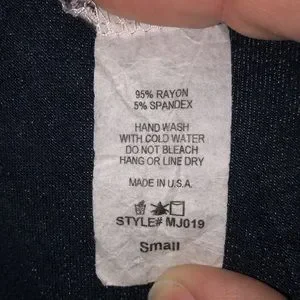 95% RAYON
5% SPANDEX
HAND WASH
WITH COLD WATER
DO NOT BLEACH
HANG OR LINE DRY
MADE IN U.S.A.
STYLE# MJ019
Small